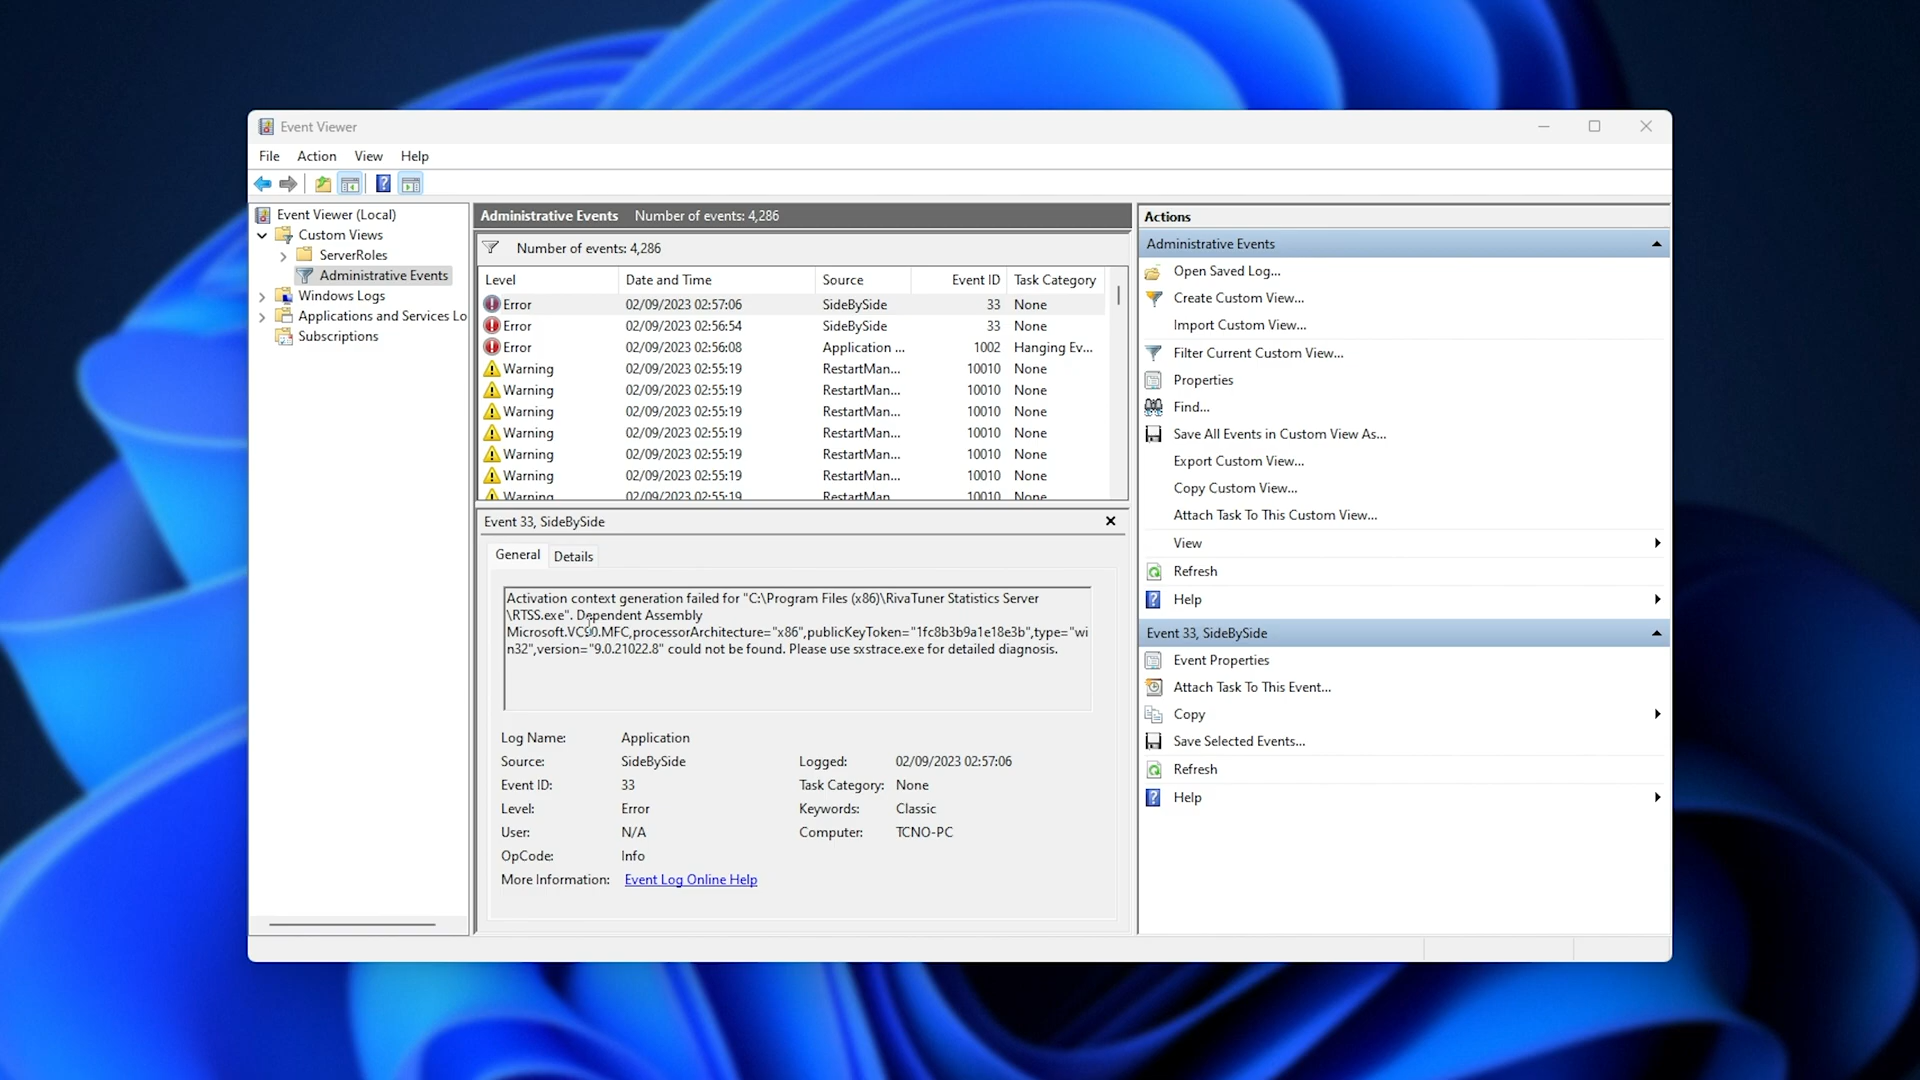 Event Viewer
File Action View Help
Event Viewer (Local)
Custom Views
ServerRoles
Administrative Events
Windows Logs
Applications and Services Lo
Subscriptions
Administrative Events Number of events: 4,286
Number of events: 4,286
Level Date and Time Source Event ID Task Category
Error 02/09/2023 02:57:06 SideBySide 33 None
Error 02/09/2023 02:56:54 SideBySide 33 None
Error 02/09/2023 02:56:08 Application ... 1002 Hanging Ev...
Warning 02/09/2023 02:55:19 RestartMan... 10010 None
Warning 02/09/2023 02:55:19 RestartMan... 10010 None
Warning 02/09/2023 02:55:19 RestartMan... 10010 None
Warning 02/09/2023 02:55:19 RestartMan... 10010 None
Warning 02/09/2023 02:55:19 RestartMan... 10010 None
Warning 02/09/2023 02:55:19 RestartMan... 10010 None
Warning 02/09/2023 02:55:19 RestartMan 10010 None
Event 33, SideBySide
General Details
Activation context generation failed for "C:\Program Files (x86)\RivaTuner Statistics Server
\RTSS.exe". Dependent Assembly
Microsoft.VC90.MFC,processorArchitecture="x86",publicKeyToken="1fc8b3b9a1e18e3b",type="wi
n32",version="9.0.21022.8" could not be found. Please use sxstrace.exe for detailed diagnosis.
Log Name: Application
Source: SideBySide Logged: 02/09/2023 02:57:06
Event ID: 33 Task Category: None
Level: Error Keywords: Classic
User: N/A Computer: TCNO-PC
OpCode: Info
More Information: Event Log Online Help
Actions
Administrative Events
Open Saved Log...
Create Custom View...
Import Custom View...
Filter Current Custom View...
Properties
Find...
Save All Events in Custom View As...
Export Custom View...
Copy Custom View...
Attach Task To This Custom View...
View
Refresh
Help
Event 33, SideBySide
Event Properties
Attach Task To This Event...
Copy
Save Selected Events...
Refresh
Help